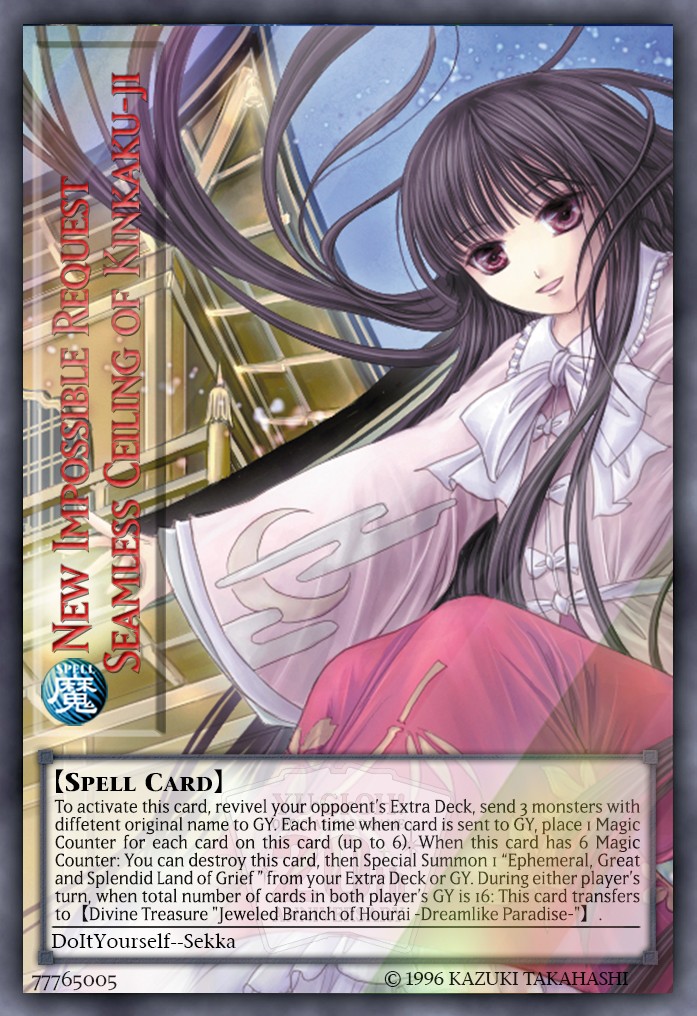 New Impossible Request
Seamless Ceiling of Kinkaku-ji
SPELL
魔
【Spell Card】
To activate this card, revivel your oppoent's Extra Deck, send 3 monsters with
diffetent original name to GY. Each time when card is sent to GY, place 1 Magic
Counter for each card on this card (up to 6). When this card has 6 Magic
Counter: You can destroy this card, then Special Summon 1 "Ephemeral, Great
and Splendid Land of Grief " from your Extra Deck or GY. During either player's
turn, when total number of cards in both player's GY is 16: This card transfers
to【Divine Treasure "Jeweled Branch of Hourai -Dreamlike Paradise-"】.
DoItYourself--Sekka
77765005
© 1996 KAZUKI TAKAHASHI